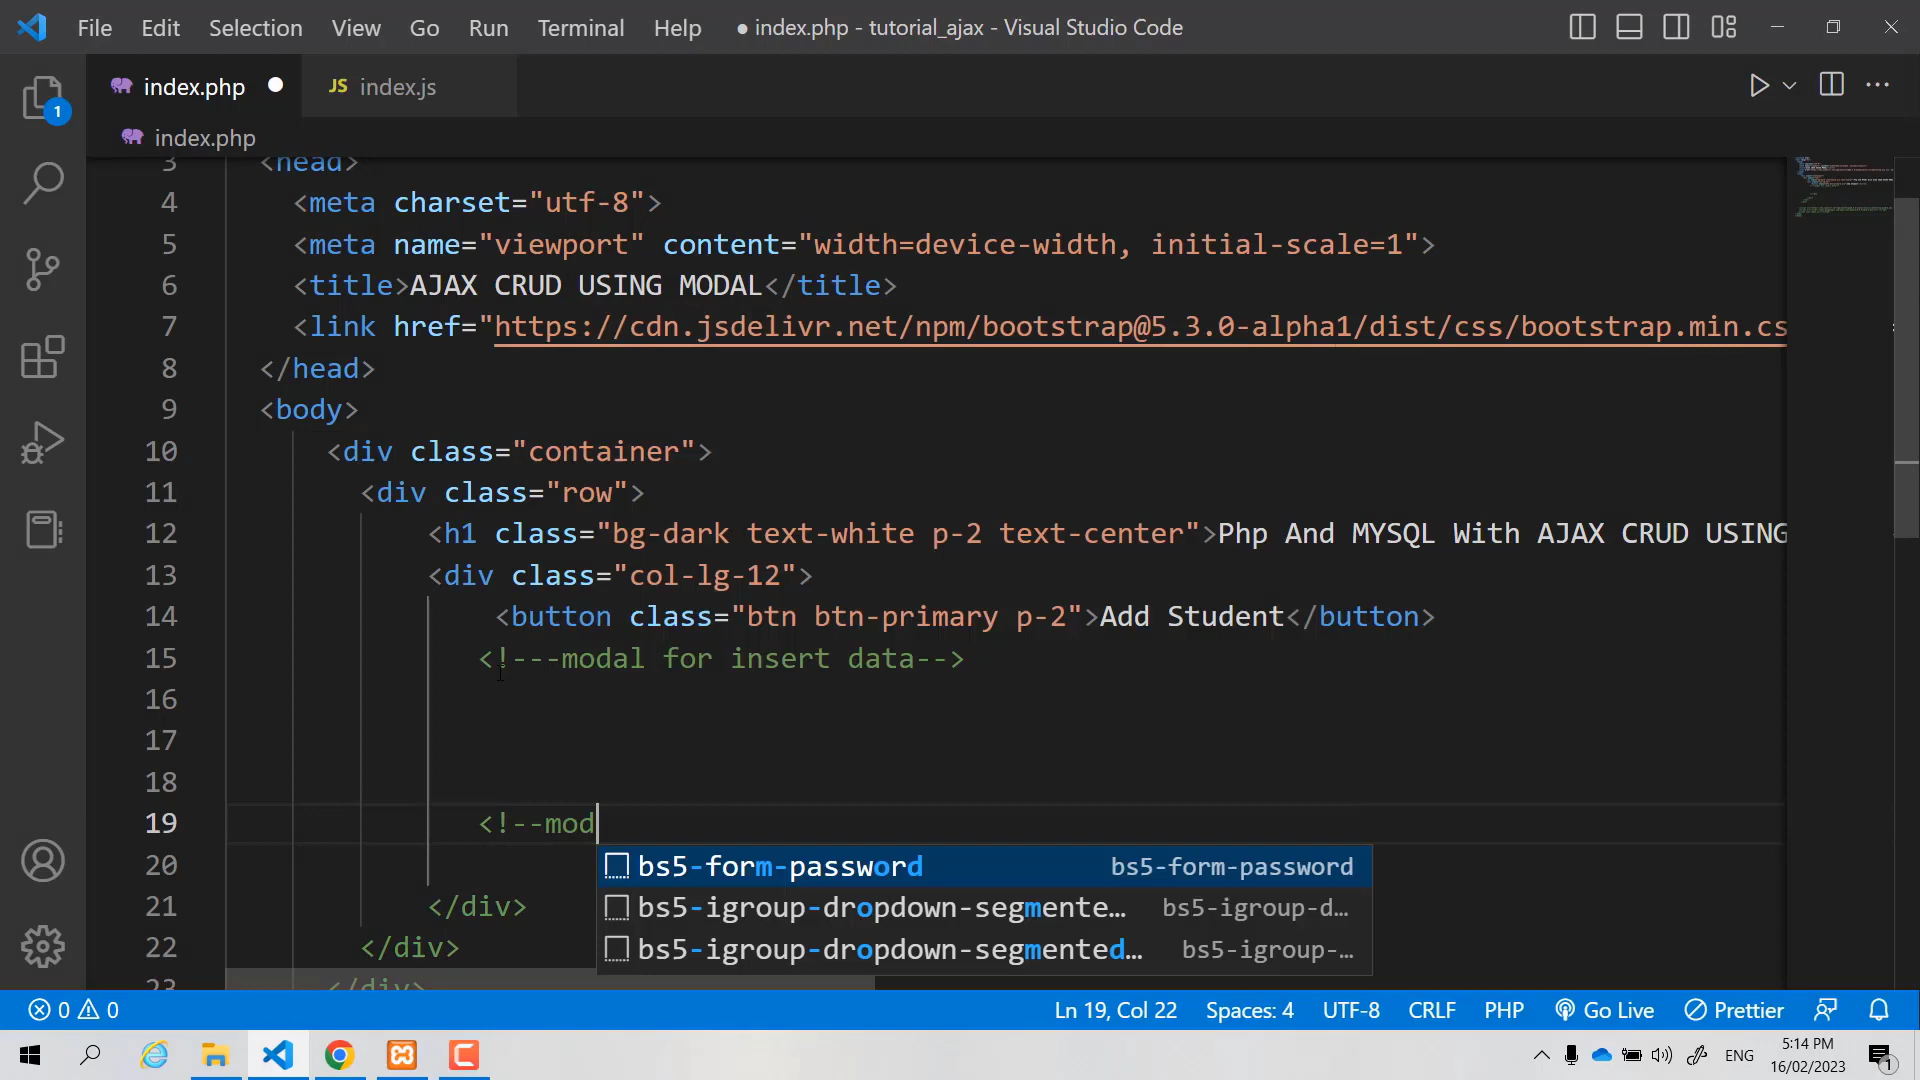 File Edit Selection View Go Run Terminal Help ● index.php - tutorial_ajax - Visual Studio Code
index.php JS index.js
1
index.php
3 <head>
4 <meta charset="utf-8">
5 <meta name="viewport" content="width=device-width, initial-scale=1">
6 <title>AJAX CRUD USING MODAL</title>
7 <link href="https://cdn.jsdelivr.net/npm/bootstrap@5.3.0-alpha1/dist/css/bootstrap.min.cs
8 </head>
9 <body>
10 <div class="container">
11 <div class="row">
12 <h1 class="bg-dark text-white p-2 text-center">Php And MYSQL With AJAX CRUD USING
13 <div class="col-lg-12">
14 <button class="btn btn-primary p-2">Add Student</button>
15 <!---modal for insert data-->
16
17
18
19 <!--mod
20 bs5-form-password bs5-form-password
bs5-igroup-dropdown-segmente… bs5-igroup-d…
21 </div>
22 </div> bs5-igroup-dropdown-segmented… bs5-igroup-…
23 </div>
0 0 Ln 19, Col 22 Spaces: 4 UTF-8 CRLF PHP Go Live Prettier
ENG 5:14 PM
16/02/2023
1